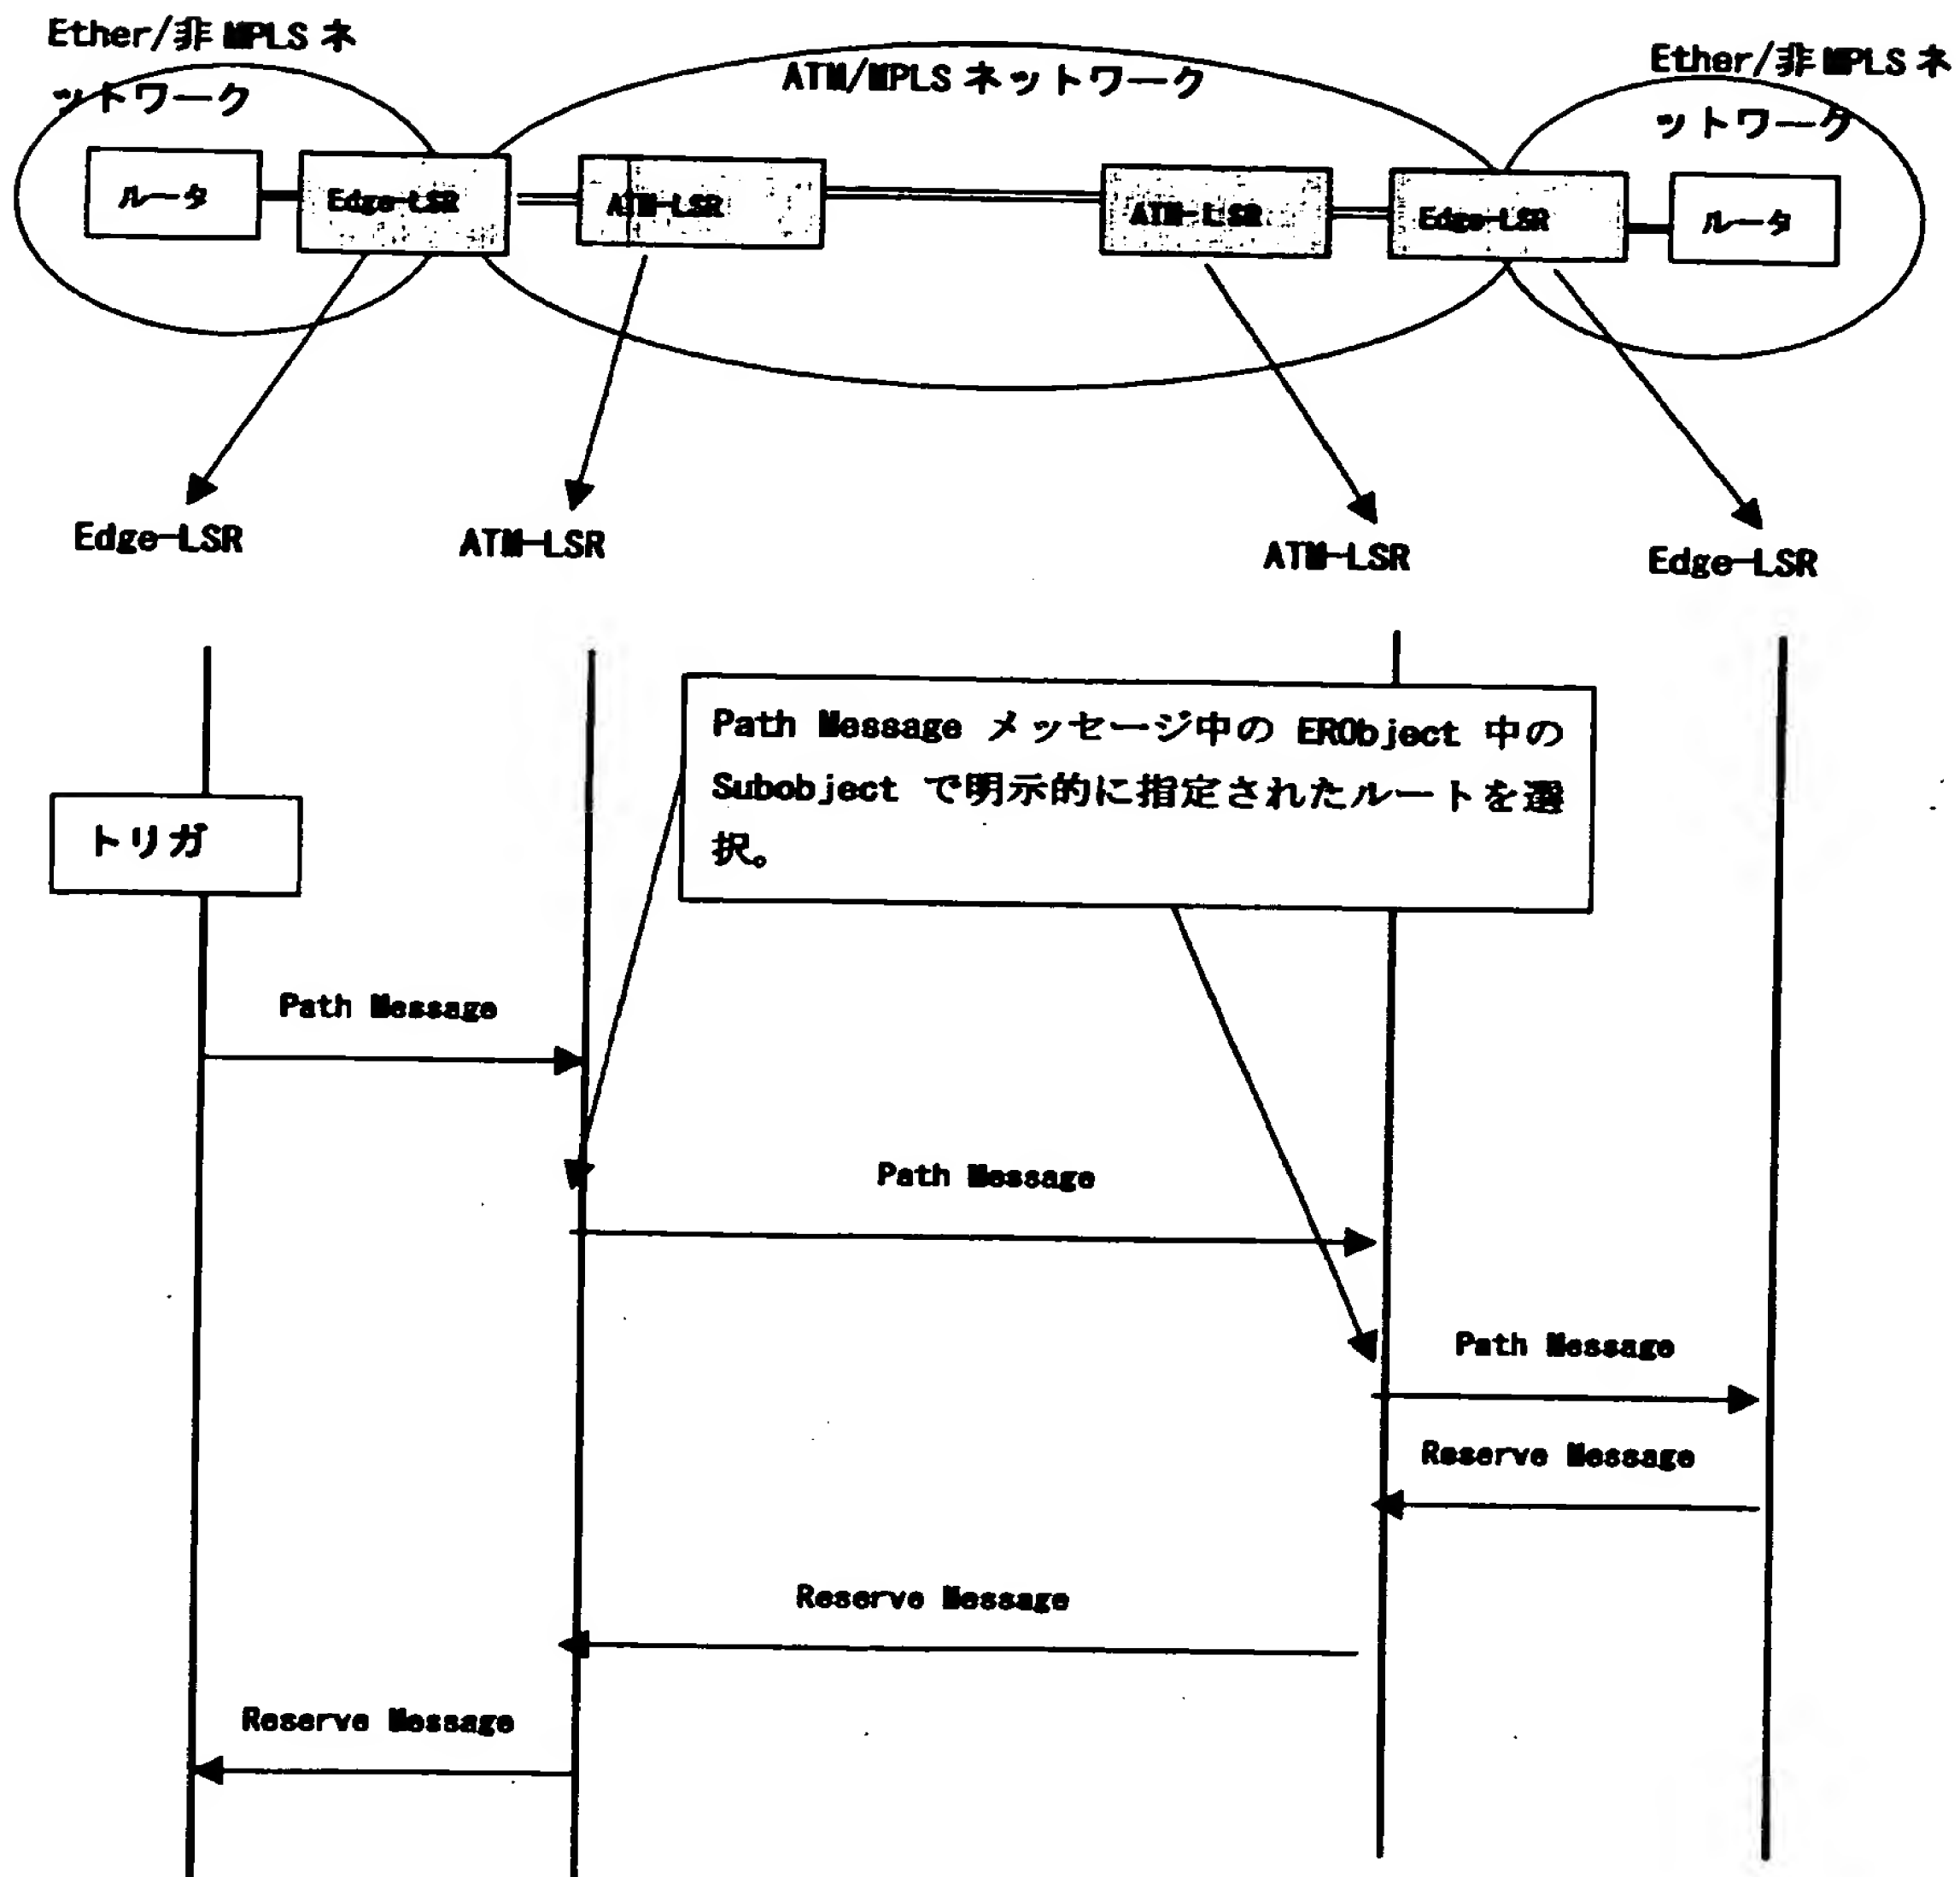 Ether/非MPLSネ
ットワーク
ATM/MPLSネットワーク
Ether/非MPLSネ
ットワーク
ルータ
Edge-LSR
ATM-LSR
ATM-LSR
Edge-LSR
ルータ
Edge-LSR
ATM-LSR
ATM-LSR
Edge-LSR
Path Message メッセージ中の ERObject 中の
Subobject で明示的に指定されたルートを選
択。
トリガ
Path Message
Path Message
Path Message
Reserve Message
Reserve Message
Reserve Message